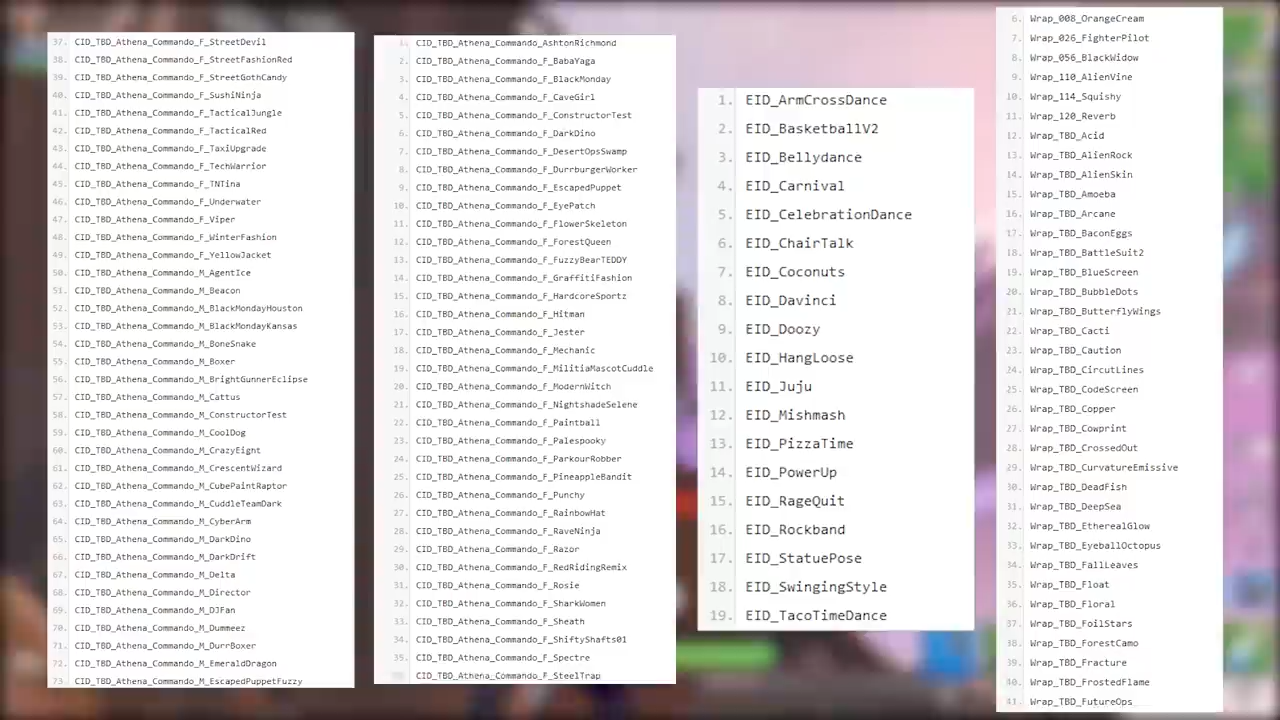 37. CID_TBD_Athena_Commando_F_StreetDevil
38. CID_TBD_Athena_Commando_F_StreetFashionRed
39. CID_TBD_Athena_Commando_F_StreetGothCandy
40. CID_TBD_Athena_Commando_F_SushiNinja
41. CID_TBD_Athena_Commando_F_TacticalJungle
42. CID_TBD_Athena_Commando_F_TacticalRed
43. CID_TBD_Athena_Commando_F_TaxiUpgrade
44. CID_TBD_Athena_Commando_F_TechWarrior
45. CID_TBD_Athena_Commando_F_TNTina
46. CID_TBD_Athena_Commando_F_Underwater
47. CID_TBD_Athena_Commando_F_Viper
48. CID_TBD_Athena_Commando_F_WinterFashion
49. CID_TBD_Athena_Commando_F_YellowJacket
50. CID_TBD_Athena_Commando_M_AgentIce
51. CID_TBD_Athena_Commando_M_Beacon
52. CID_TBD_Athena_Commando_M_BlackMondayHouston
53. CID_TBD_Athena_Commando_M_BlackMondayKansas
54. CID_TBD_Athena_Commando_M_BoneSnake
55. CID_TBD_Athena_Commando_M_Boxer
56. CID_TBD_Athena_Commando_M_BrightGunnerEclipse
57. CID_TBD_Athena_Commando_M_Cattus
58. CID_TBD_Athena_Commando_M_ConstructorTest
59. CID_TBD_Athena_Commando_M_CoolDog
60. CID_TBD_Athena_Commando_M_CrazyEight
61. CID_TBD_Athena_Commando_M_CrescentWizard
62. CID_TBD_Athena_Commando_M_CubePaintRaptor
63. CID_TBD_Athena_Commando_M_CuddleTeamDark
64. CID_TBD_Athena_Commando_M_CyberArm
65. CID_TBD_Athena_Commando_M_DarkDino
66. CID_TBD_Athena_Commando_M_DarkDrift
67. CID_TBD_Athena_Commando_M_Delta
68. CID_TBD_Athena_Commando_M_Director
69. CID_TBD_Athena_Commando_M_DJFan
70. CID_TBD_Athena_Commando_M_Dummeez
71. CID_TBD_Athena_Commando_M_DurrBoxer
72. CID_TBD_Athena_Commando_M_EmeraldDragon
73. CID_TBD_Athena_Commando_M_EscapedPuppetFuzzy
1. CID_TBD_Athena_Commando_AshtonRichmond
2. CID_TBD_Athena_Commando_F_BabaYaga
3. CID_TBD_Athena_Commando_F_BlackMonday
4. CID_TBD_Athena_Commando_F_CaveGirl
5. CID_TBD_Athena_Commando_F_ConstructorTest
6. CID_TBD_Athena_Commando_F_DarkDino
7. CID_TBD_Athena_Commando_F_DesertOpsSwamp
8. CID_TBD_Athena_Commando_F_DurrburgerWorker
9. CID_TBD_Athena_Commando_F_EscapedPuppet
10. CID_TBD_Athena_Commando_F_EyePatch
11. CID_TBD_Athena_Commando_F_FlowerSkeleton
12. CID_TBD_Athena_Commando_F_ForestQueen
13. CID_TBD_Athena_Commando_F_FuzzyBearTEDDY
14. CID_TBD_Athena_Commando_F_GraffitiFashion
15. CID_TBD_Athena_Commando_F_HardcoreSportz
16. CID_TBD_Athena_Commando_F_Hitman
17. CID_TBD_Athena_Commando_F_Jester
18. CID_TBD_Athena_Commando_F_Mechanic
19. CID_TBD_Athena_Commando_F_MilitiaMascotCuddle
20. CID_TBD_Athena_Commando_F_ModernWitch
21. CID_TBD_Athena_Commando_F_NightshadeSelene
22. CID_TBD_Athena_Commando_F_Paintball
23. CID_TBD_Athena_Commando_F_Palespooky
24. CID_TBD_Athena_Commando_F_ParkourRobber
25. CID_TBD_Athena_Commando_F_PineappleBandit
26. CID_TBD_Athena_Commando_F_Punchy
27. CID_TBD_Athena_Commando_F_RainbowHat
28. CID_TBD_Athena_Commando_F_RaveNinja
29. CID_TBD_Athena_Commando_F_Razor
30. CID_TBD_Athena_Commando_F_RedRidingRemix
31. CID_TBD_Athena_Commando_F_Rosie
32. CID_TBD_Athena_Commando_F_SharkWomen
33. CID_TBD_Athena_Commando_F_Sheath
34. CID_TBD_Athena_Commando_F_ShiftyShafts01
35. CID_TBD_Athena_Commando_F_Spectre
CID_TBD_Athena_Commando_F_SteelTrap
1. EID_ArmCrossDance
2. EID_BasketballV2
3. EID_Bellydance
4. EID_Carnival
5. EID_CelebrationDance
6. EID_ChairTalk
7. EID_Coconuts
8. EID_Davinci
9. EID_Doozy
10. EID_HangLoose
11. EID_Juju
12. EID_Mishmash
13. EID_PizzaTime
14. EID_PowerUp
15. EID_RageQuit
16. EID_Rockband
17. EID_StatuePose
18. EID_SwingingStyle
19. EID_TacoTimeDance
6. Wrap_008_OrangeCream
7. Wrap_026_FighterPilot
8. Wrap_056_BlackWidow
9. Wrap_110_AlienVine
10. Wrap_114_Squishy
11. Wrap_120_Reverb
12. Wrap_TBD_Acid
13. Wrap_TBD_AlienRock
14. Wrap_TBD_AlienSkin
15. Wrap_TBD_Amoeba
16. Wrap_TBD_Arcane
17. Wrap_TBD_BaconEggs
18. Wrap_TBD_BattleSuit2
19. Wrap_TBD_BlueScreen
20. Wrap_TBD_BubbleDots
21. Wrap_TBD_ButterflyWings
22. Wrap_TBD_Cacti
23. Wrap_TBD_Caution
24. Wrap_TBD_CircutLines
25. Wrap_TBD_CodeScreen
26. Wrap_TBD_Copper
27. Wrap_TBD_Cowprint
28. Wrap_TBD_CrossedOut
29. Wrap_TBD_CurvatureEmissive
30. Wrap_TBD_DeadFish
31. Wrap_TBD_DeepSea
32. Wrap_TBD_EtherealGlow
33. Wrap_TBD_EyeballOctopus
34. Wrap_TBD_FallLeaves
35. Wrap_TBD_Float
36. Wrap_TBD_Floral
37. Wrap_TBD_FoilStars
38. Wrap_TBD_ForestCamo
39. Wrap_TBD_Fracture
40. Wrap_TBD_FrostedFlame
41. Wrap_TBD_FutureOps